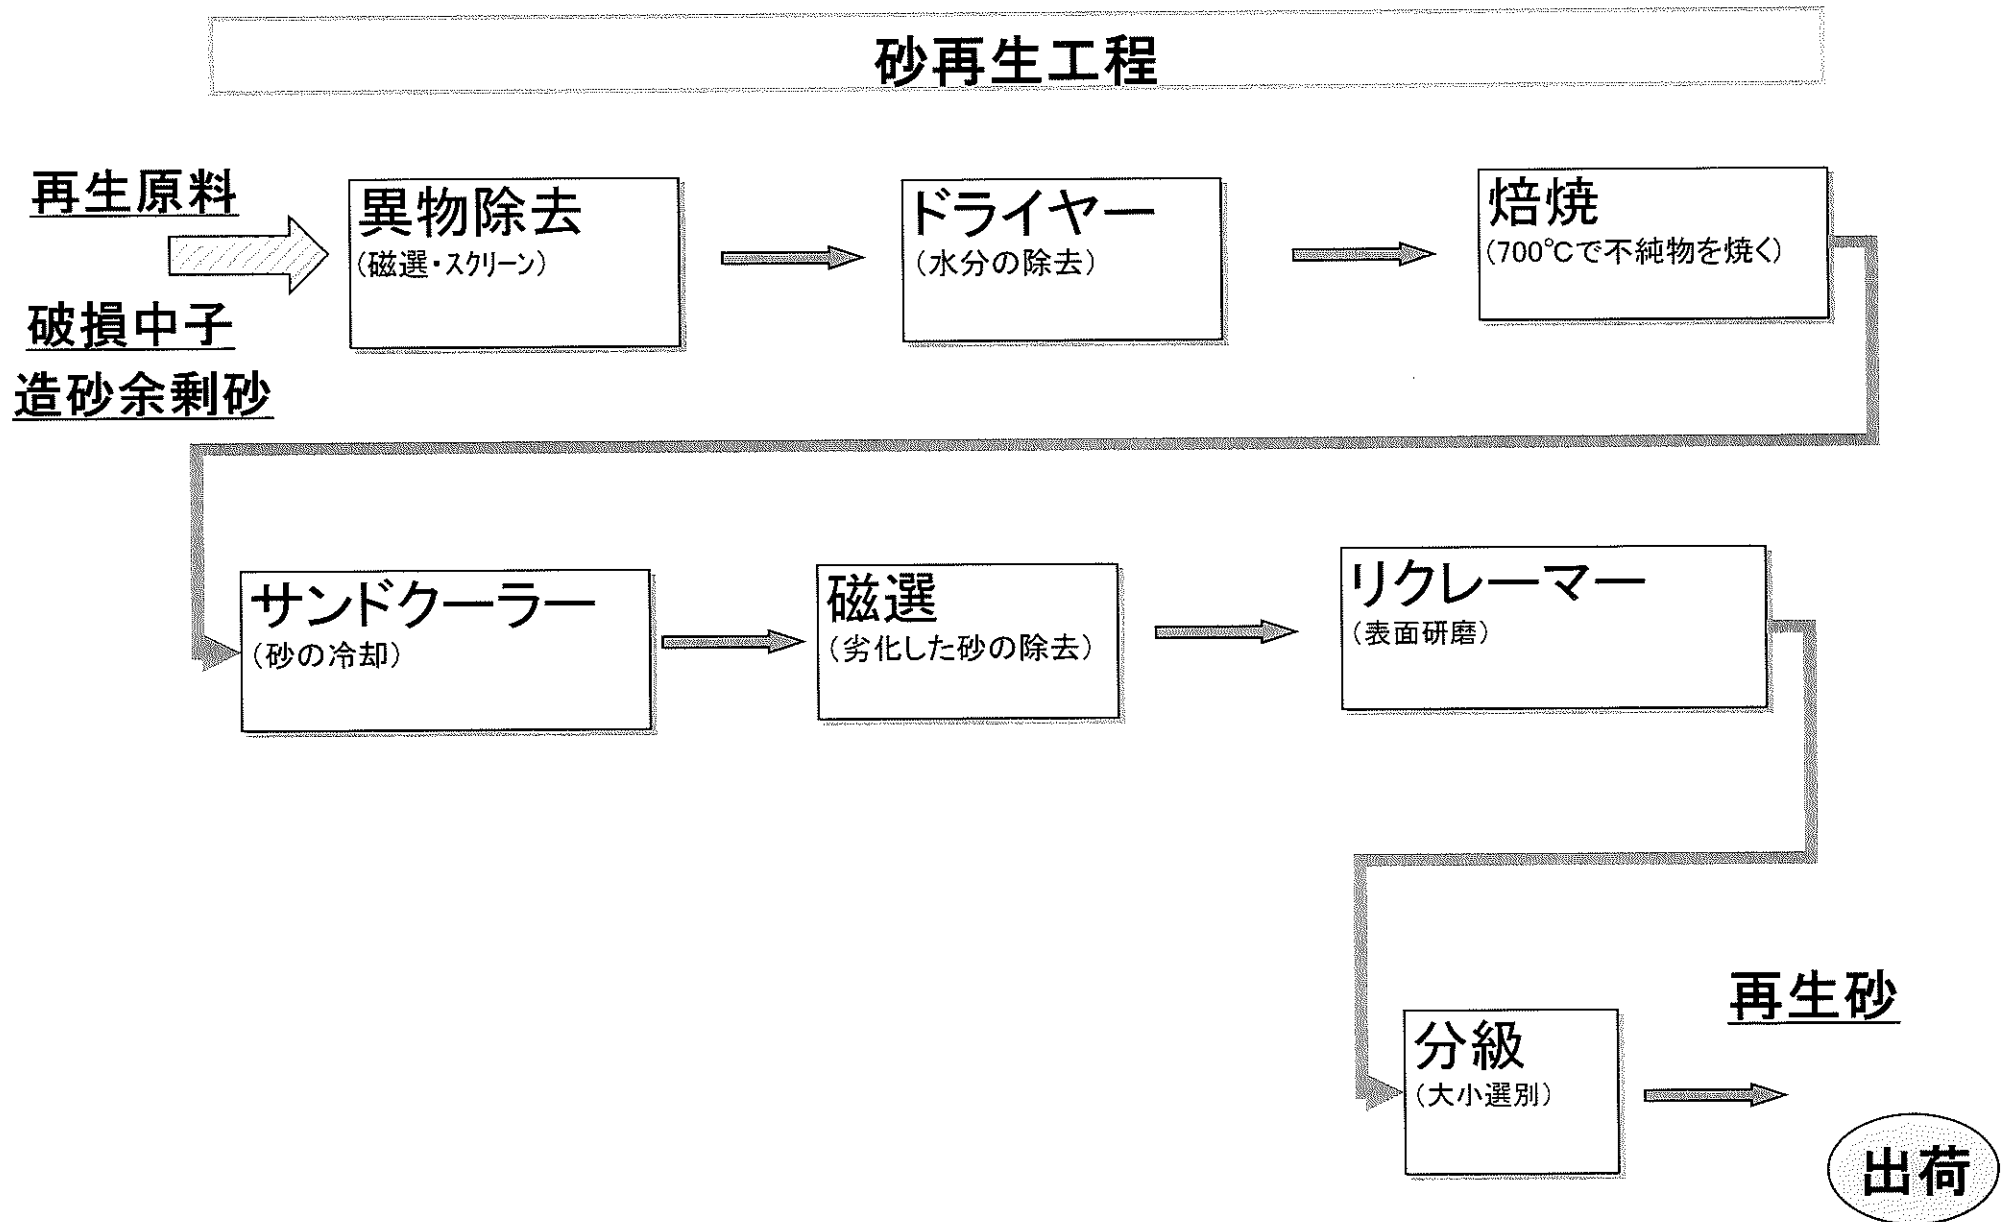 砂再生工程
再生原料
破損中子
造砂余剰砂
異物除去
（磁選・スクリーン）
ドライヤー
（水分の除去）
焙焼
（700℃で不純物を焼く）
サンドクーラー
（砂の冷却）
磁選
（劣化した砂の除去）
リクレーマー
（表面研磨）
分級
（大小選別）
再生砂
出荷